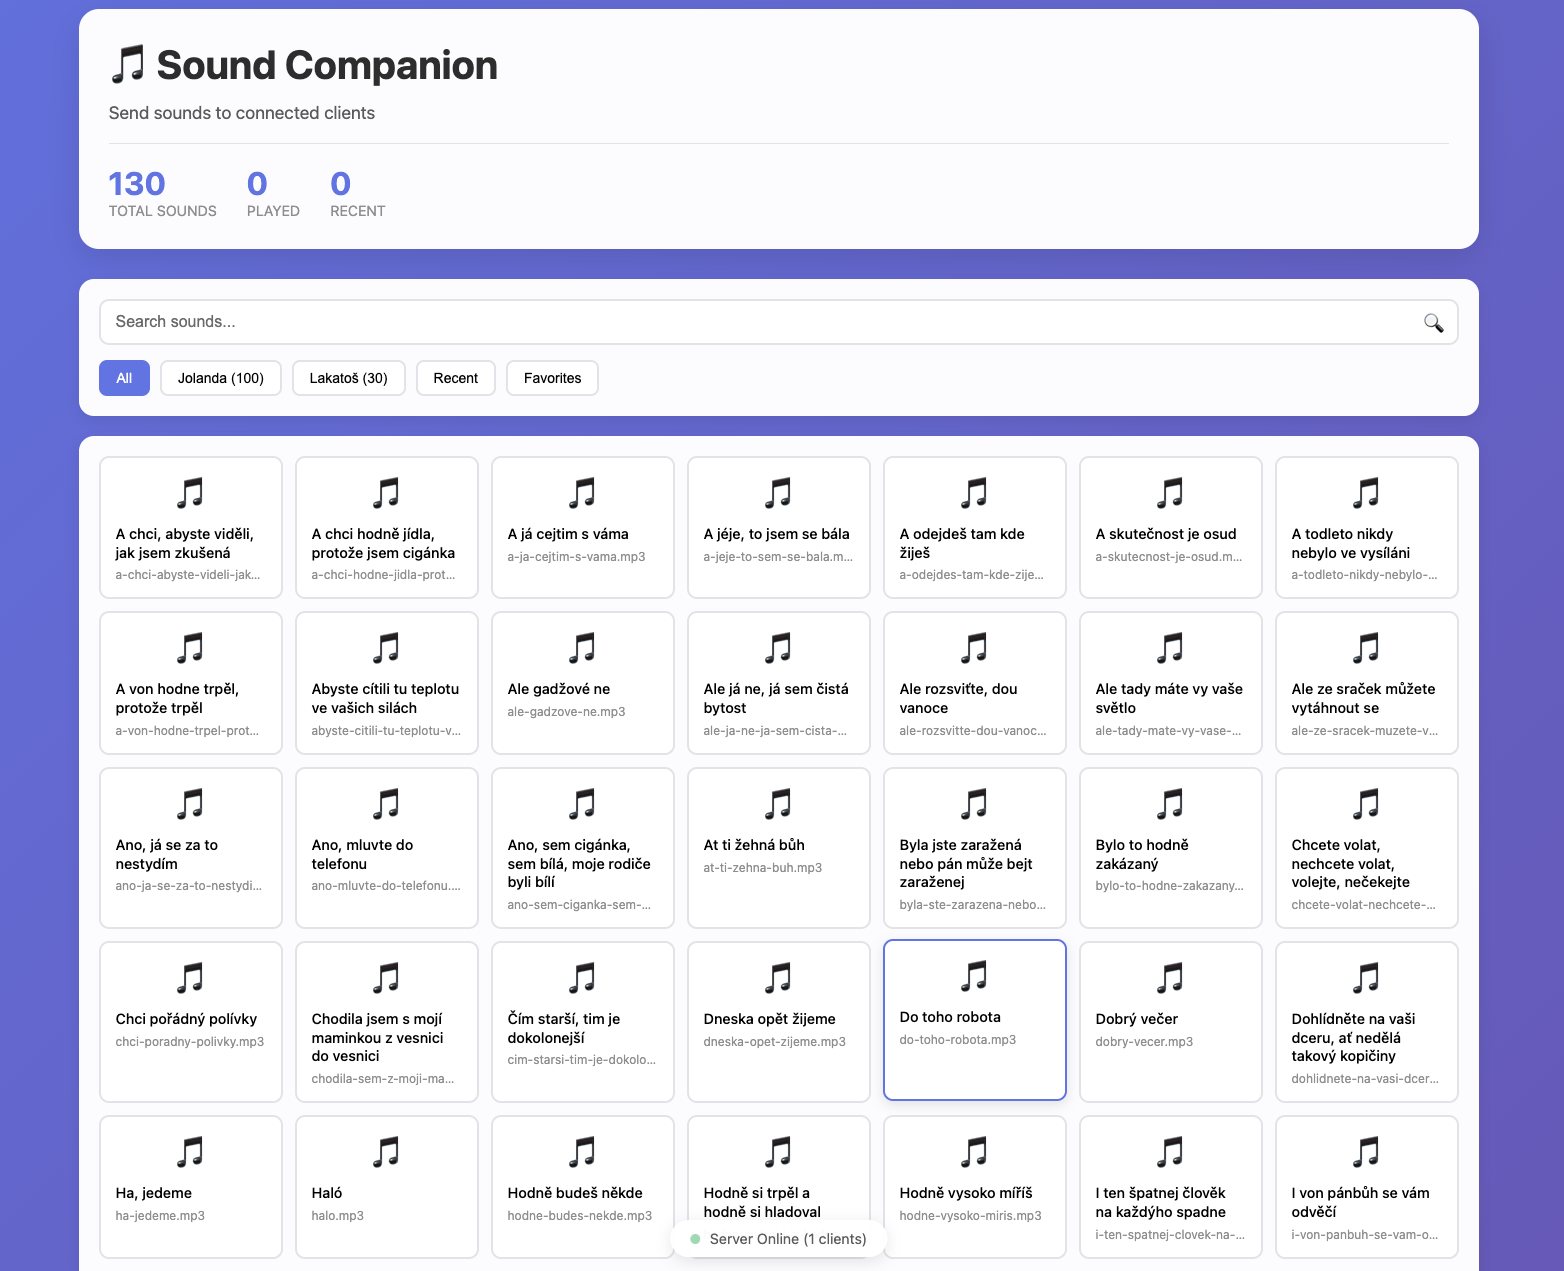 Sound Companion
Send sounds to connected clients
130
TOTAL SOUNDS
0
PLAYED
0
RECENT
Search sounds...
All
Jolanda (100)
Lakatoš (30)
Recent
Favorites
A chci, abyste viděli,
jak jsem zkušená
a-chci-abyste-videli-jak...
A chci hodně jídla,
protože jsem cigánka
a-chci-hodne-jidla-prot...
A já cejtim s váma
a-ja-cejtim-s-vama.mp3
A jéje, to jsem se bála
a-jeje-to-sem-se-bala.m...
A odejdeš tam kde
žiješ
a-odejdes-tam-kde-zije...
A skutečnost je osud
a-skutecnost-je-osud.m...
A todleto nikdy
nebylo ve vysíláni
a-todleto-nikdy-nebylo-...
A von hodne trpěl,
protože trpěl
a-von-hodne-trpel-prot...
Abyste cítili tu teplotu
ve vašich silách
abyste-citili-tu-teplotu-v...
Ale gadžové ne
ale-gadzove-ne.mp3
Ale já ne, já sem čistá
bytost
ale-ja-ne-ja-sem-cista-...
Ale rozsviťte, dou
vanoce
ale-rozsvitte-dou-vanoc...
Ale tady máte vy vaše
světlo
ale-tady-mate-vy-vase-...
Ale ze sraček můžete
vytáhnout se
ale-ze-sracek-muzete-v...
Ano, já se za to
nestydím
ano-ja-se-za-to-nestydi...
Ano, mluvte do
telefonu
ano-mluvte-do-telefonu....
Ano, sem cigánka,
sem bílá, moje rodiče
byli bílí
ano-sem-ciganka-sem-...
At ti žehná bůh
at-ti-zehna-buh.mp3
Byla jste zaražená
nebo pán může bejt
zaraženej
byla-ste-zarazena-nebo...
Bylo to hodně
zakázaný
bylo-to-hodne-zakazany...
Chcete volat,
nechcete volat,
volejte, nečekejte
chcete-volat-nechcete-...
Chci pořádný polívky
chci-poradny-polivky.mp3
Chodila jsem s mojí
maminkou z vesnici
do vesnici
chodila-sem-z-moji-ma...
Čím starší, tim je
dokolonejší
cim-starsi-tim-je-dokolo...
Dneska opět žijeme
dneska-opet-zijeme.mp3
Do toho robota
do-toho-robota.mp3
Dobrý večer
dobry-vecer.mp3
Dohlídněte na vaši
dceru, ať nedělá
takový kopičiny
dohlidnete-na-vasi-dcer...
Ha, jedeme
ha-jedeme.mp3
Haló
halo.mp3
Hodně budeš někde
hodne-budes-nekde.mp3
Hodně si trpěl a
hodně si hladoval
Hodně vysoko míříš
hodne-vysoko-miris.mp3
I ten špatnej člověk
na každýho spadne
i-ten-spatnej-clovek-na-...
I von pánbůh se vám
odvěčí
i-von-panbuh-se-vam-o...
Server Online (1 clients)